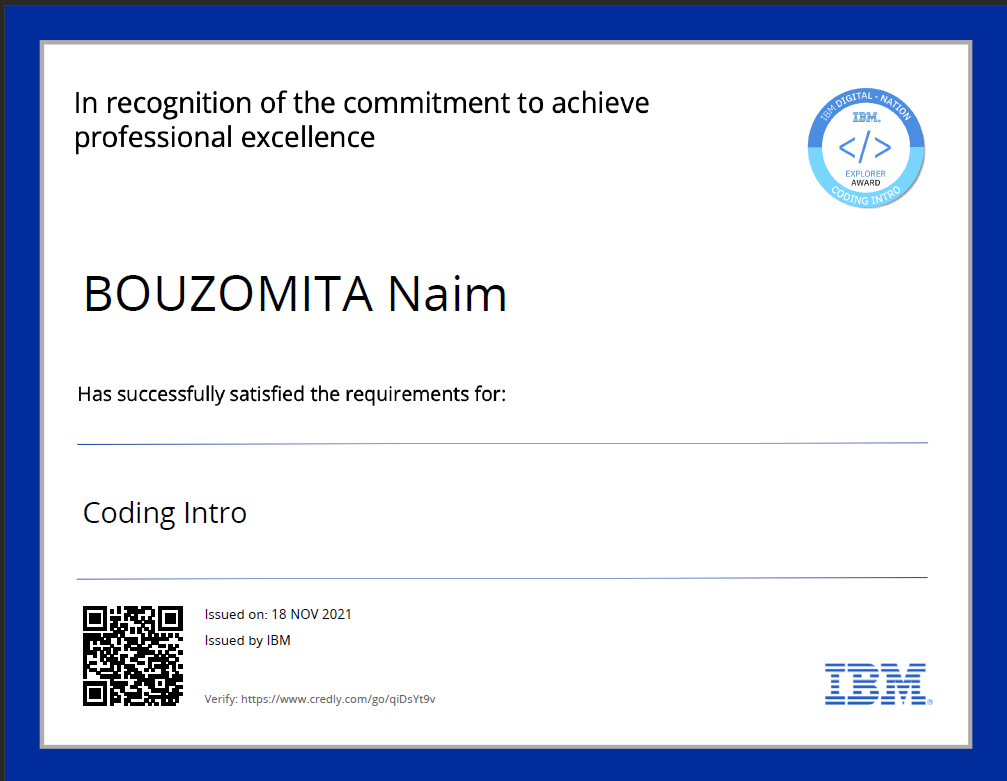 In recognition of the commitment to achieve
professional excellence
IBM DIGITAL - NATION
IBM.
</>
EXPLORER
AWARD
CODING INTRO
BOUZOMITA Naim
Has successfully satisfied the requirements for:
Coding Intro
Issued on: 18 NOV 2021
Issued by IBM
Verify: https://www.credly.com/go/qiDsYt9v
IBM®